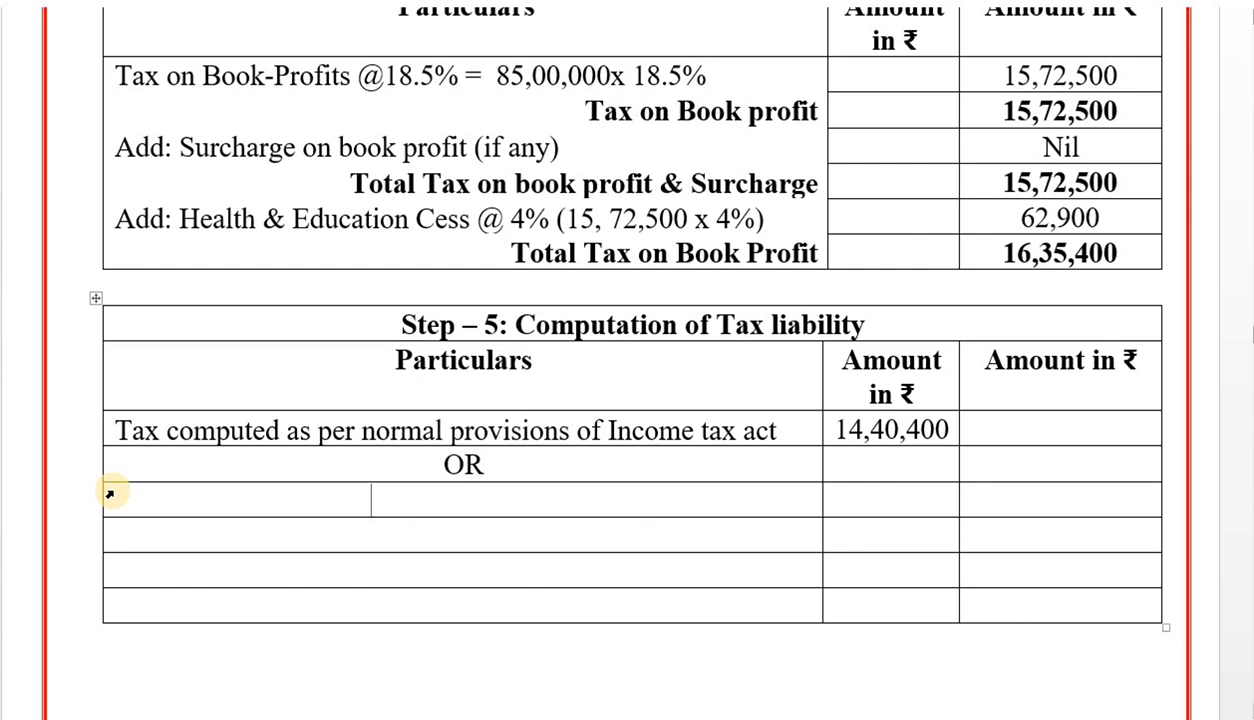 Particulars Amount Amount in ₹
in ₹
Tax on Book-Profits @18.5% = 85,00,000x 18.5% 15,72,500
Tax on Book profit 15,72,500
Add: Surcharge on book profit (if any) Nil
Total Tax on book profit & Surcharge 15,72,500
Add: Health & Education Cess @ 4% (15, 72,500 x 4%) 62,900
Total Tax on Book Profit 16,35,400
Step – 5: Computation of Tax liability
Particulars Amount Amount in ₹
in ₹
Tax computed as per normal provisions of Income tax act 14,40,400
OR